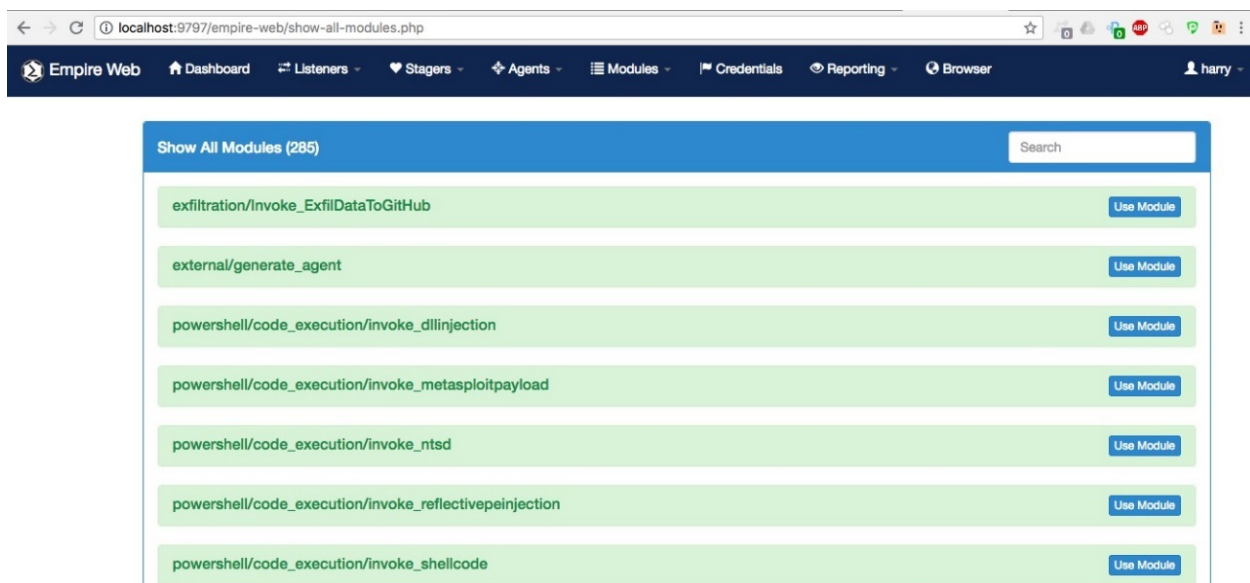 localhost:9797/empire-web/show-all-modules.php
0 0 ABP
Empire Web Dashboard Listeners Stagers Agents Modules Credentials Reporting Browser harry
Show All Modules (285) Search
exfiltration/Invoke_ExfilDataToGitHub Use Module
external/generate_agent Use Module
powershell/code_execution/invoke_dllinjection Use Module
powershell/code_execution/invoke_metasploitpayload Use Module
powershell/code_execution/invoke_ntsd Use Module
powershell/code_execution/invoke_reflectivepeinjection Use Module
powershell/code_execution/invoke_shellcode Use Module